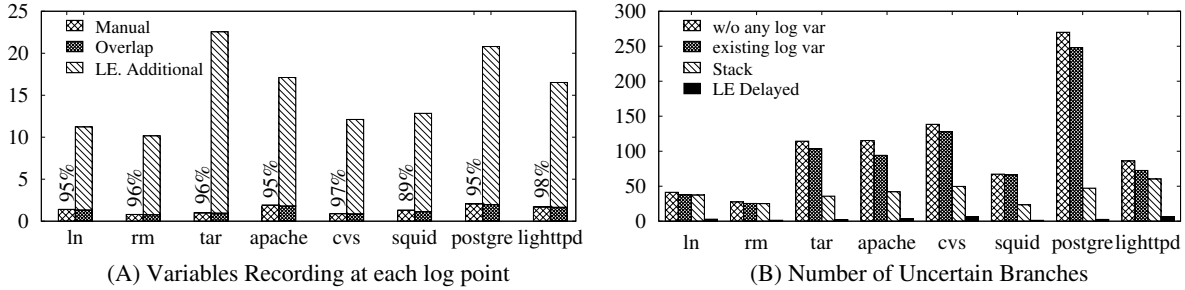 25
20
15
10
5
0
Manual
Overlap
LE. Additional
95%
96%
96%
95%
97%
89%
95%
98%
ln rm tar apache cvs squid postgre lighttpd
(A) Variables Recording at each log point
300
250
200
150
100
50
0
w/o any log var
existing log var
Stack
LE Delayed
ln rm tar apache cvs squid postgre lighttpd
(B) Number of Uncertain Branches